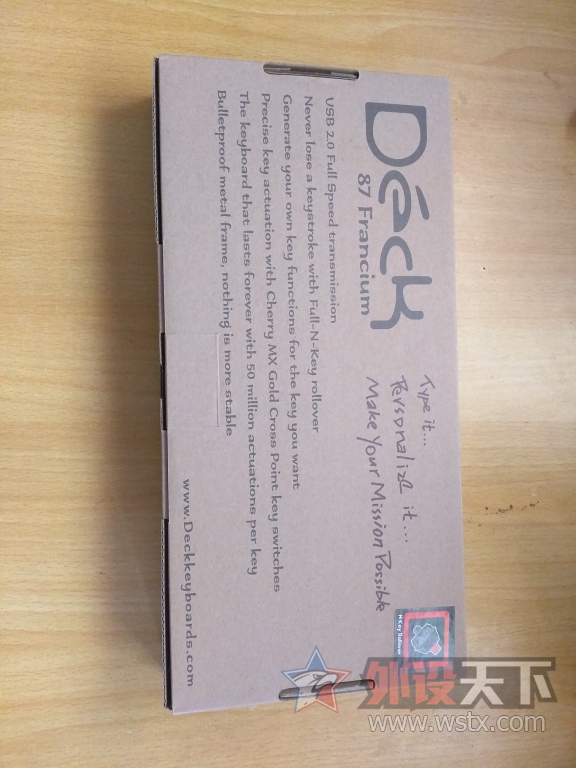 Deck
87 Francium
USB 2.0 Full Speed transmission
Never lose a keystroke with Full-N-Key rollover
Generate your own key functions for the key you want
Precise key actuation with Cherry MX Gold Cross Point key switches
The keyboard that lasts forever with 50 million actuations per key
Bulletproof metal frame, nothing is more stable
Type it...
Personalize it...
Make Your Mission Possible
N-Key Rollover
www.Deckkeyboards.com
外设天下
www.wstx.com